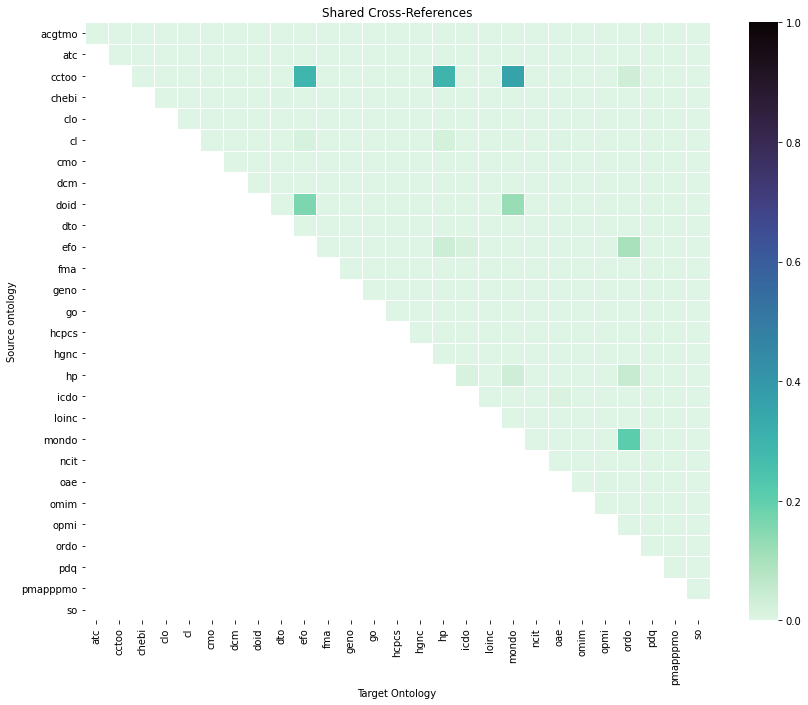 Shared Cross-References
Source ontology
acgtmo
atc
cctoo
chebi
clo
cl
cmo
dcm
doid
dto
efo
fma
geno
go
hcpcs
hgnc
hp
icdo
loinc
mondo
ncit
oae
omim
opmi
ordo
pdq
pmapppmo
so
atc
cctoo
chebi
clo
cl
cmo
dcm
doid
dto
efo
fma
geno
go
hcpcs
hgnc
hp
icdo
loinc
mondo
ncit
oae
omim
opmi
ordo
pdq
pmapppmo
so
Target Ontology
1.0
0.8
0.6
0.4
0.2
0.0